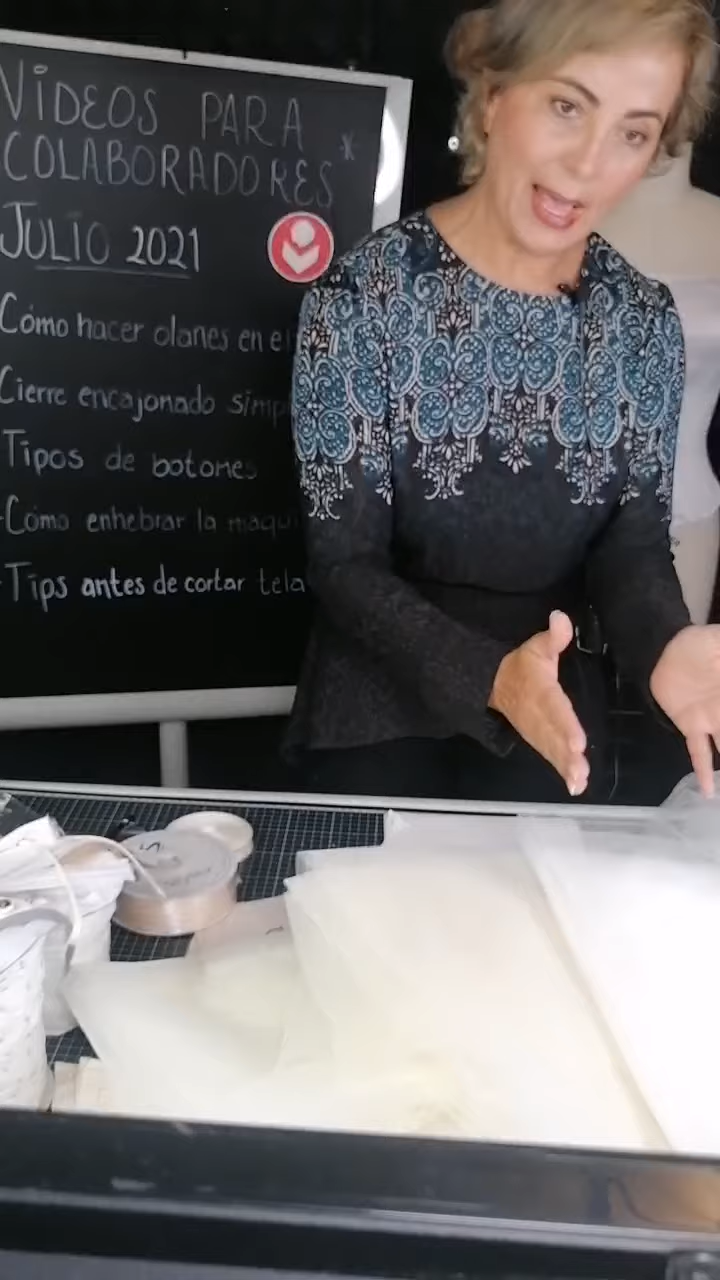 VIDEOS PARA
COLABORADORES *
JULIO 2021
Cómo hacer olanes en el
Cierre encajonado simpl
Tipos de botones
-Cómo enhebrar la maqui
-Tips antes de cortar tela